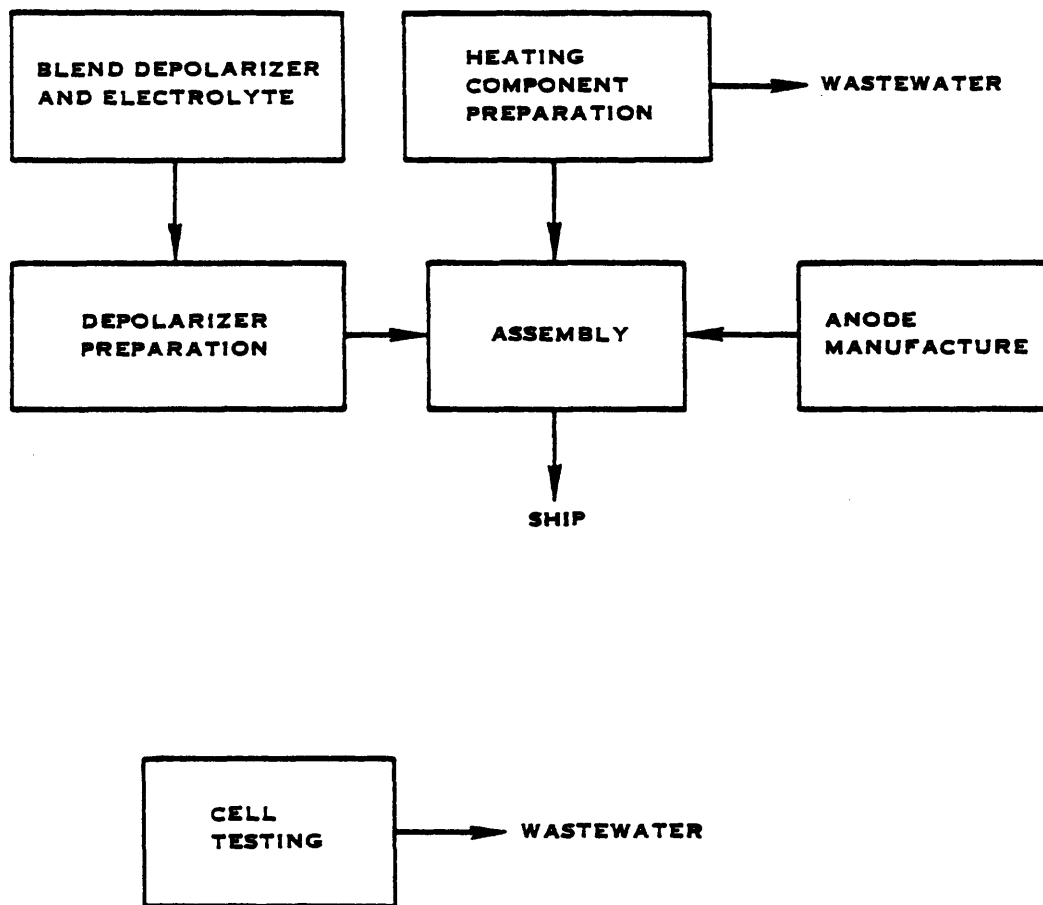 BLEND DEPOLARIZER
AND ELECTROLYTE
HEATING
COMPONENT
PREPARATION
WASTEWATER
DEPOLARIZER
PREPARATION
ASSEMBLY
ANODE
MANUFACTURE
SHIP
CELL
TESTING
WASTEWATER